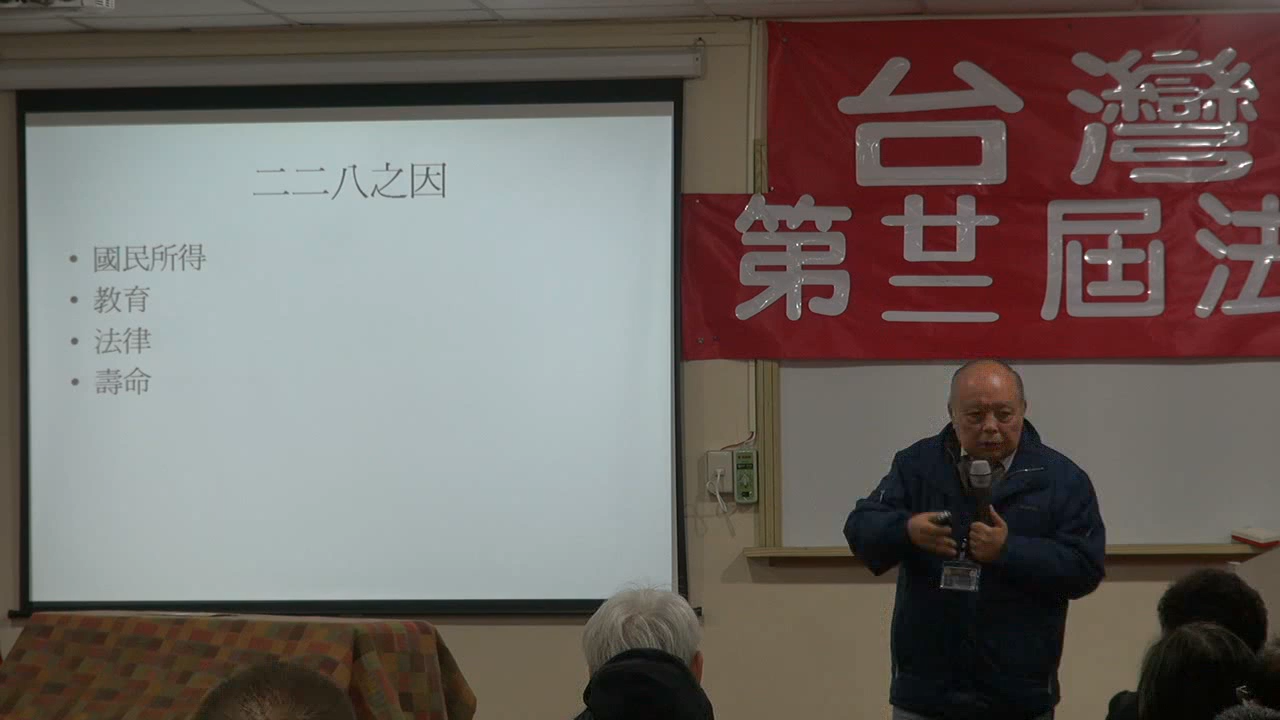 二二八之因
• 國民所得
• 教育
• 法律
• 壽命
台灣
第廿二屆法